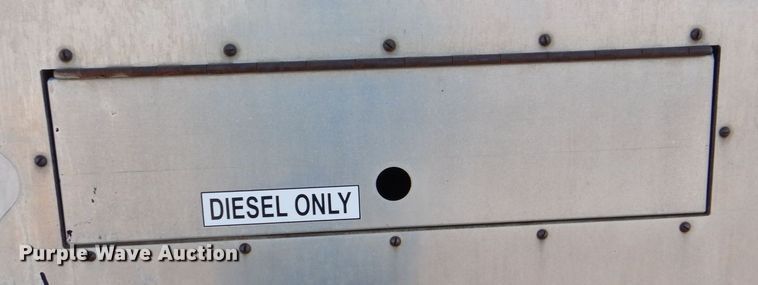 DIESEL ONLY
Purple Wave Auction